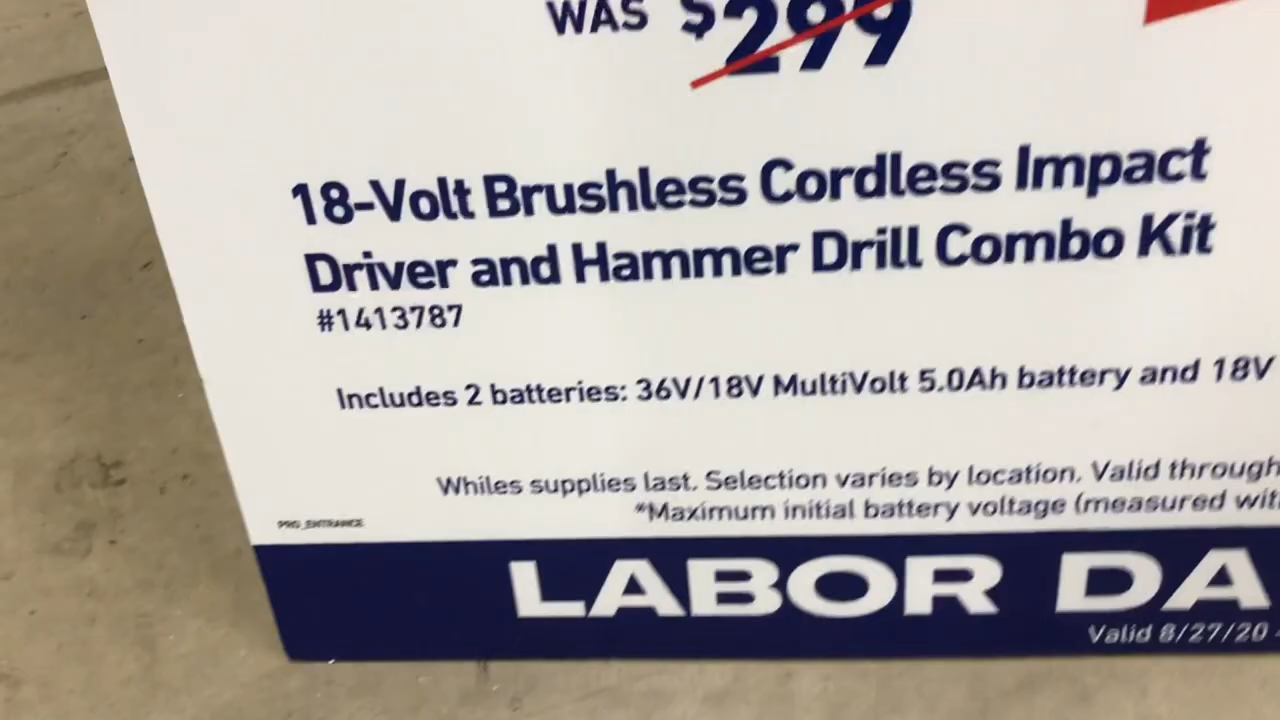 WAS $299
18-Volt Brushless Cordless Impact
Driver and Hammer Drill Combo Kit
#1413787
Includes 2 batteries: 36V/18V MultiVolt 5.0Ah battery and 18V
Whiles supplies last. Selection varies by location. Valid through
*Maximum initial battery voltage (measured with
PRG_ENTRANCE
LABOR DA
Valid 8/27/20